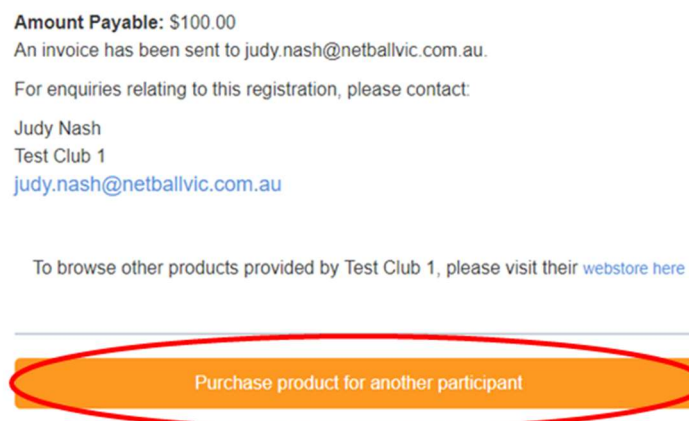 Amount Payable: $100.00
An invoice has been sent to judy.nash@netballvic.com.au.
For enquiries relating to this registration, please contact:
Judy Nash
Test Club 1
judy.nash@netballvic.com.au
To browse other products provided by Test Club 1, please visit their webstore here
Purchase product for another participant